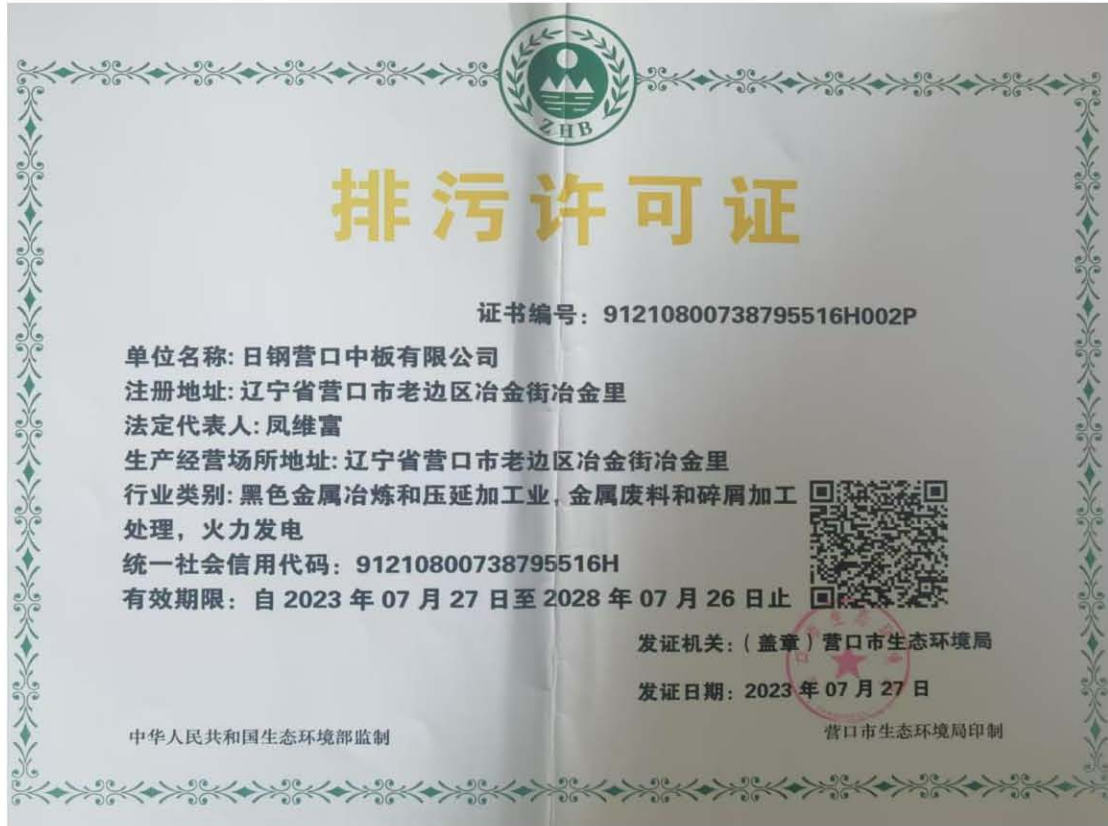 ZHB
排污许可证
证书编号：91210800738795516H002P
单位名称：日钢营口中板有限公司
注册地址：辽宁省营口市老边区冶金街冶金里
法定代表人：凤维富
生产经营场所地址：辽宁省营口市老边区冶金街冶金里
行业类别：黑色金属冶炼和压延加工业，金属废料和碎屑加工
处理，火力发电
统一社会信用代码：91210800738795516H
有效期限：自 2023 年 07 月 27 日至 2028 年 07 月 26 日止
发证机关：（盖章）营口市生态环境局
发证日期：2023 年 07 月 27 日
中华人民共和国生态环境部监制
营口市生态环境局印制